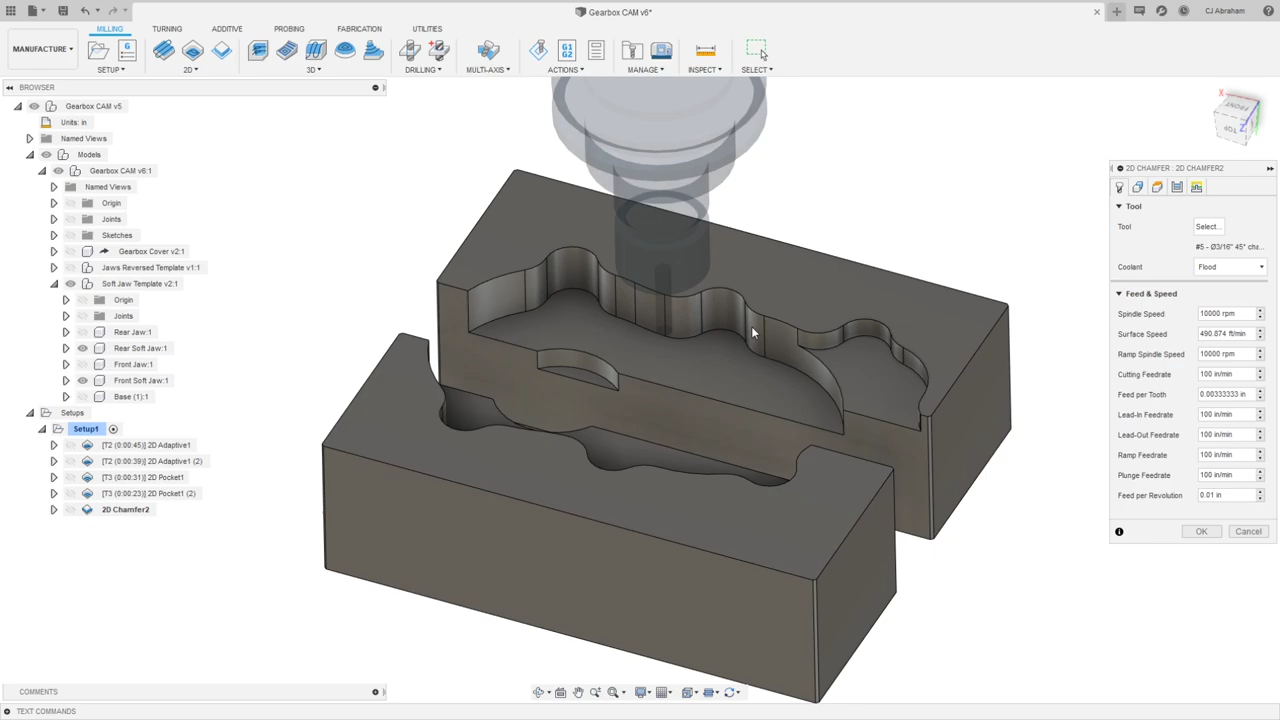 Gearbox CAM v6*
CJ Abraham
MANUFACTURE
MILLING
TURNING
ADDITIVE
PROBING
FABRICATION
UTILITIES
SETUP
2D
3D
DRILLING
MULTI-AXIS
G1
G2
ACTIONS
MANAGE
INSPECT
SELECT
BROWSER
Gearbox CAM v5
Units: in
Named Views
Models
Gearbox CAM v6:1
Named Views
Origin
Joints
Sketches
Gearbox Cover v2:1
Jaws Reversed Template v1:1
Soft Jaw Template v2:1
Origin
Joints
Rear Jaw:1
Rear Soft Jaw:1
Front Jaw:1
Front Soft Jaw:1
Base (1):1
Setups
Setup1
[T2 (0:00:45)] 2D Adaptive1
[T2 (0:00:39)] 2D Adaptive1 (2)
[T3 (0:00:31)] 2D Pocket1
[T3 (0:00:23)] 2D Pocket1 (2)
2D Chamfer2
X
Z
FRONT
TOP
2D CHAMFER : 2D CHAMFER2
Tool
Tool Select...
#5 - Ø3/16" 45° cha...
Coolant Flood
Feed & Speed
Spindle Speed 10000 rpm
Surface Speed 490.874 ft/min
Ramp Spindle Speed 10000 rpm
Cutting Feedrate 100 in/min
Feed per Tooth 0.00333333 in
Lead-In Feedrate 100 in/min
Lead-Out Feedrate 100 in/min
Ramp Feedrate 100 in/min
Plunge Feedrate 100 in/min
Feed per Revolution 0.01 in
OK Cancel
COMMENTS
TEXT COMMANDS